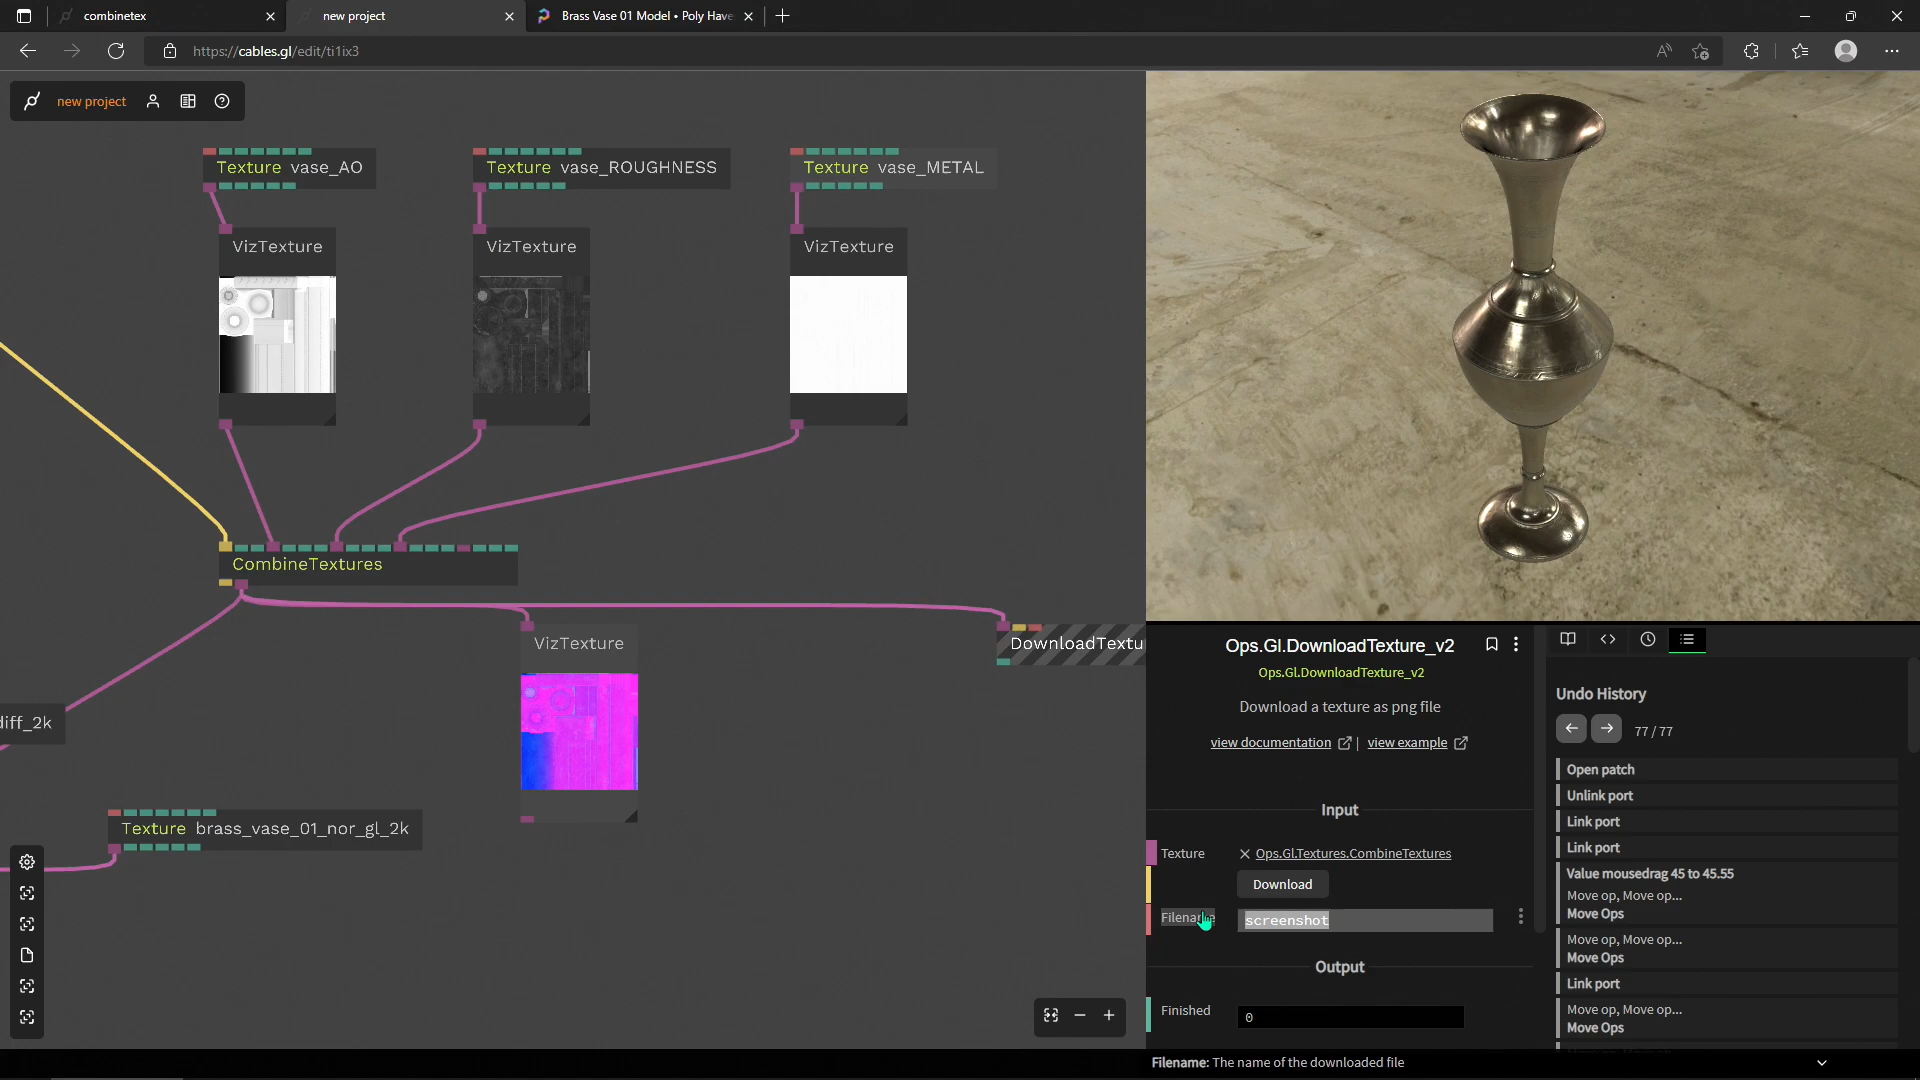 combinetex
new project
Brass Vase 01 Model • Poly Have
https://cables.gl/edit/ti1ix3
new project
Texture vase_AO
Texture vase_ROUGHNESS
Texture vase_METAL
VizTexture
VizTexture
VizTexture
CombineTextures
VizTexture
DownloadTextu
diff_2k
Texture brass_vase_01_nor_gl_2k
Ops.Gl.DownloadTexture_v2
Ops.Gl.DownloadTexture_v2
Download a texture as png file
view documentation | view example
Input
Texture
Ops.Gl.Textures.CombineTextures
Download
Filename
screenshot
Output
Finished
0
Undo History
77 / 77
Open patch
Unlink port
Link port
Link port
Value mousedrag 45 to 45.55
Move op, Move op...
Move Ops
Move op, Move op...
Move Ops
Link port
Move op, Move op...
Move Ops
Filename: The name of the downloaded file